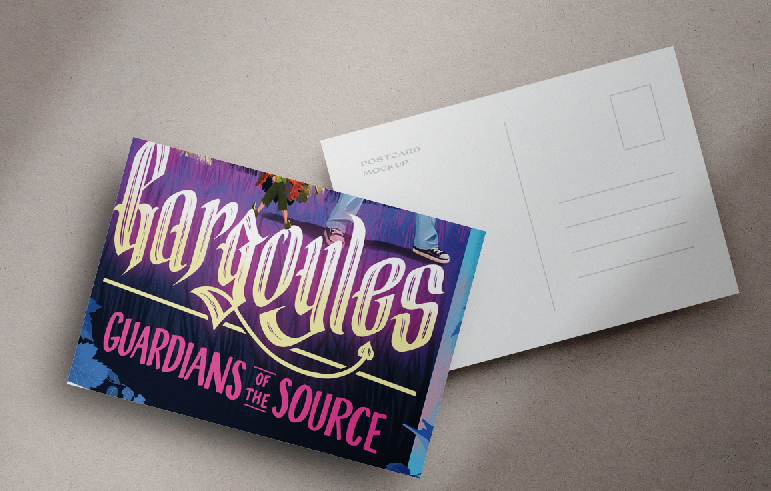 Gargoyles
GUARDIANS OF THE SOURCE
POSTCARD
MOCKUP